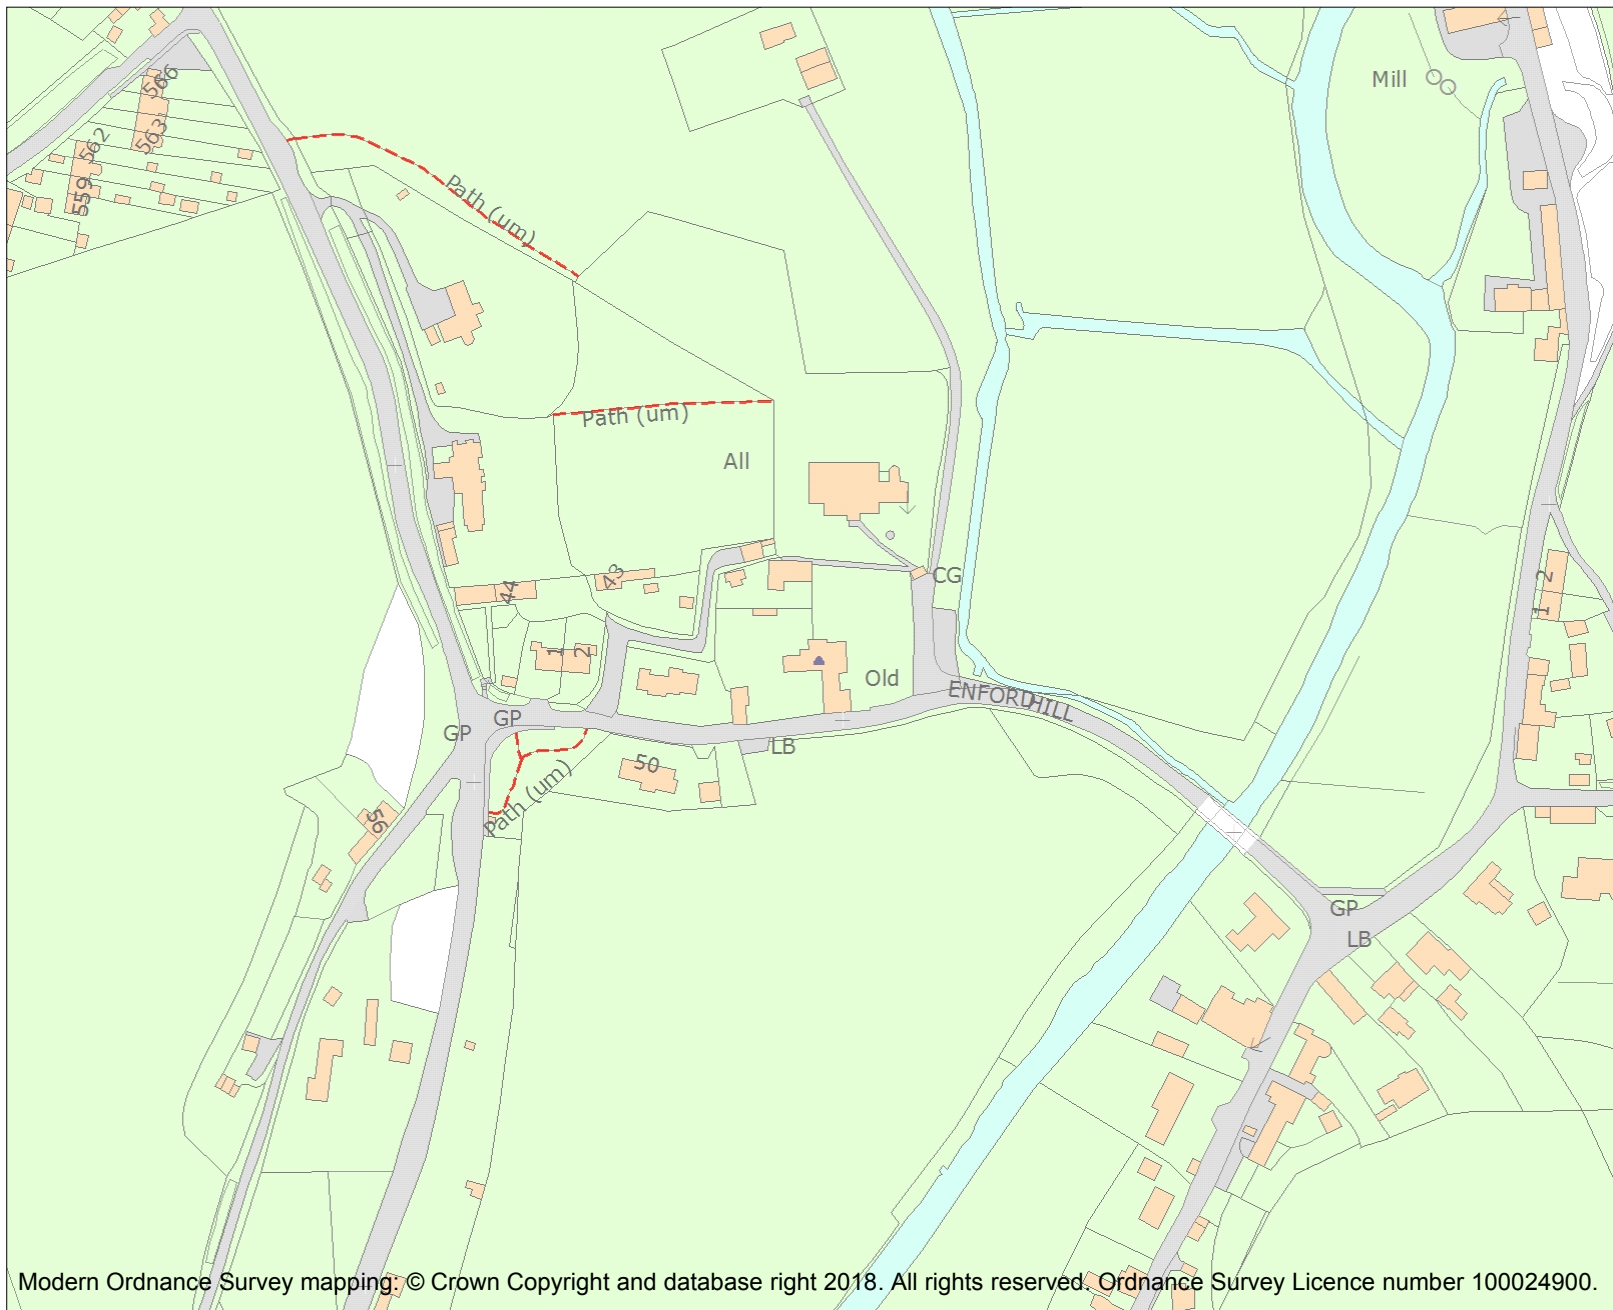 566
Mill
563
562
559
Path (um)
Path (um)
All
43
44
CG
1 2
1
2
Old
ENFORDHILL
GP
GP
LB
50
Path (um)
56
GP
LB
Modern Ordnance Survey mapping: © Crown Copyright and database right 2018. All rights reserved. Ordnance Survey Licence number 100024900.